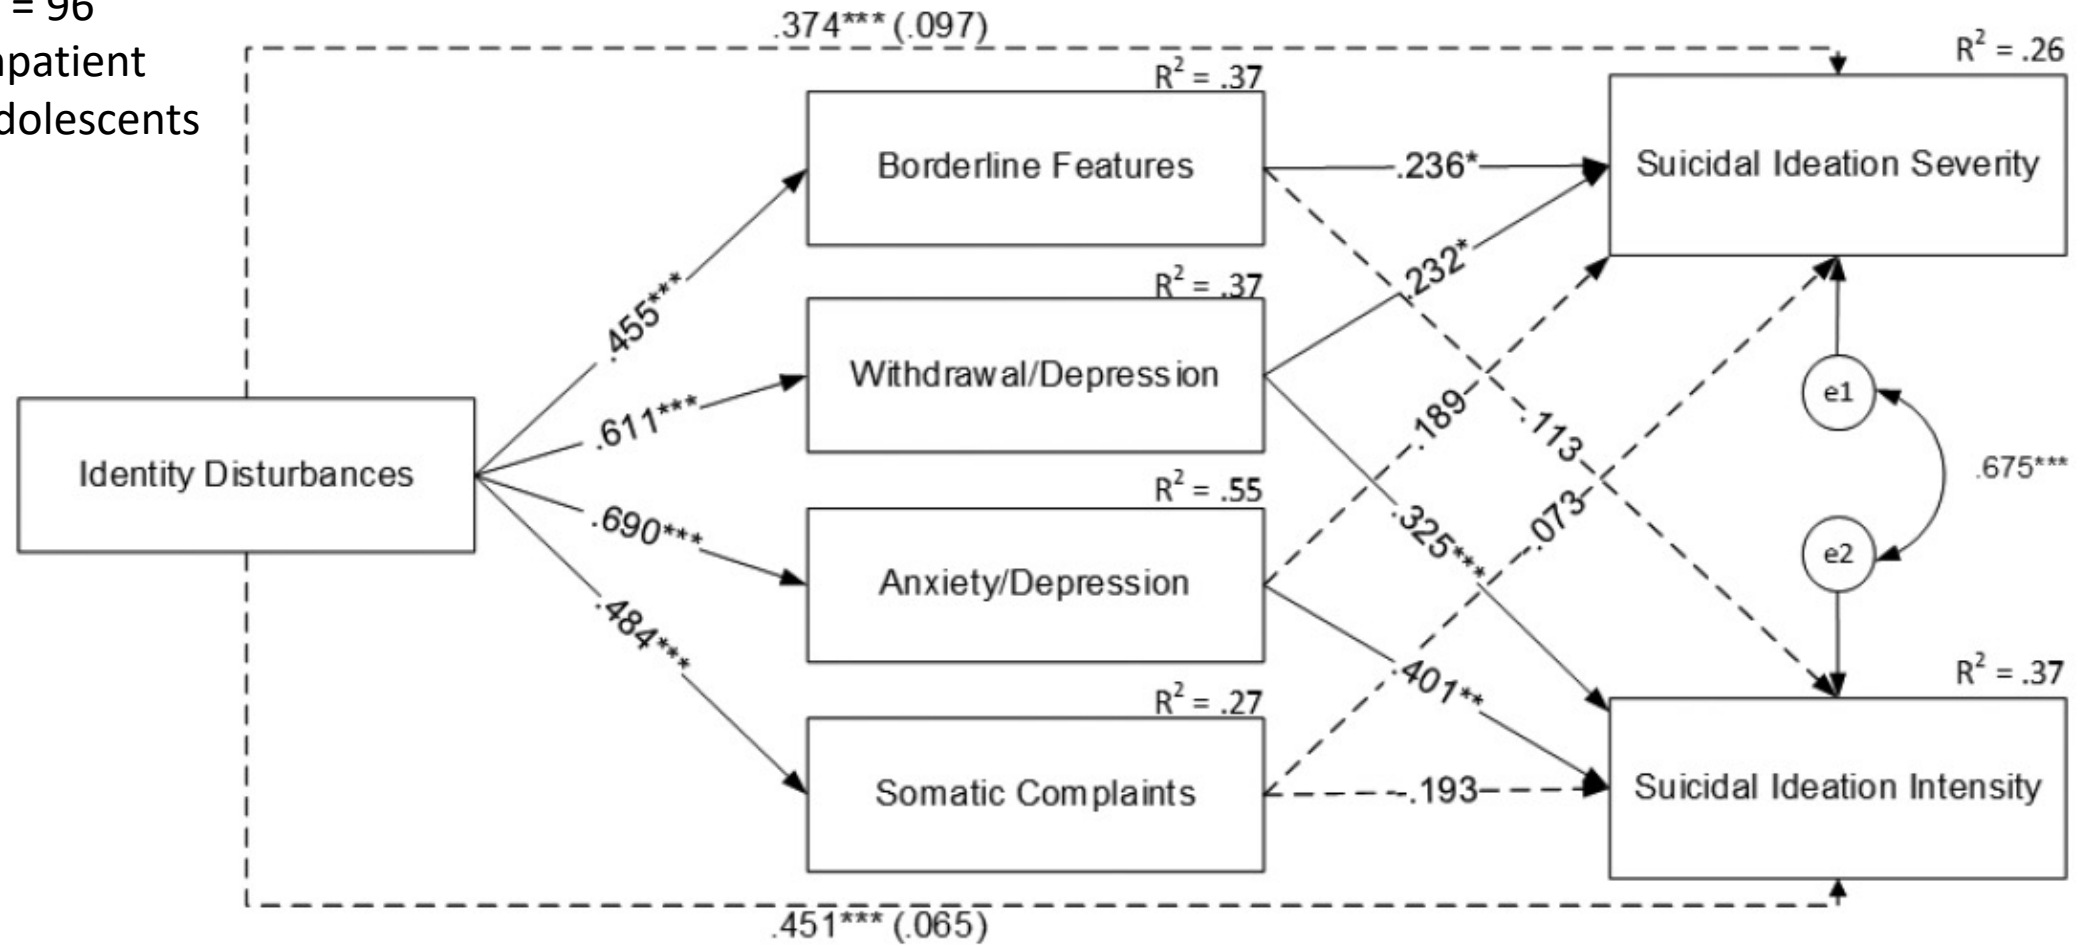 = 96
npatient
dolescents
.374*** (.097)
R² = .26
R² = .37
Borderline Features
.236*
Suicidal Ideation Severity
.455***
R² = .37
.232*
Withdrawal/Depression
.611***
e1
.189
.113
.675***
Identity Disturbances
R² = .55
.690***
.325***
.073
e2
Anxiety/Depression
.484***
.401**
R² = .37
R² = .27
Somatic Complaints
-.193
Suicidal Ideation Intensity
.451*** (.065)